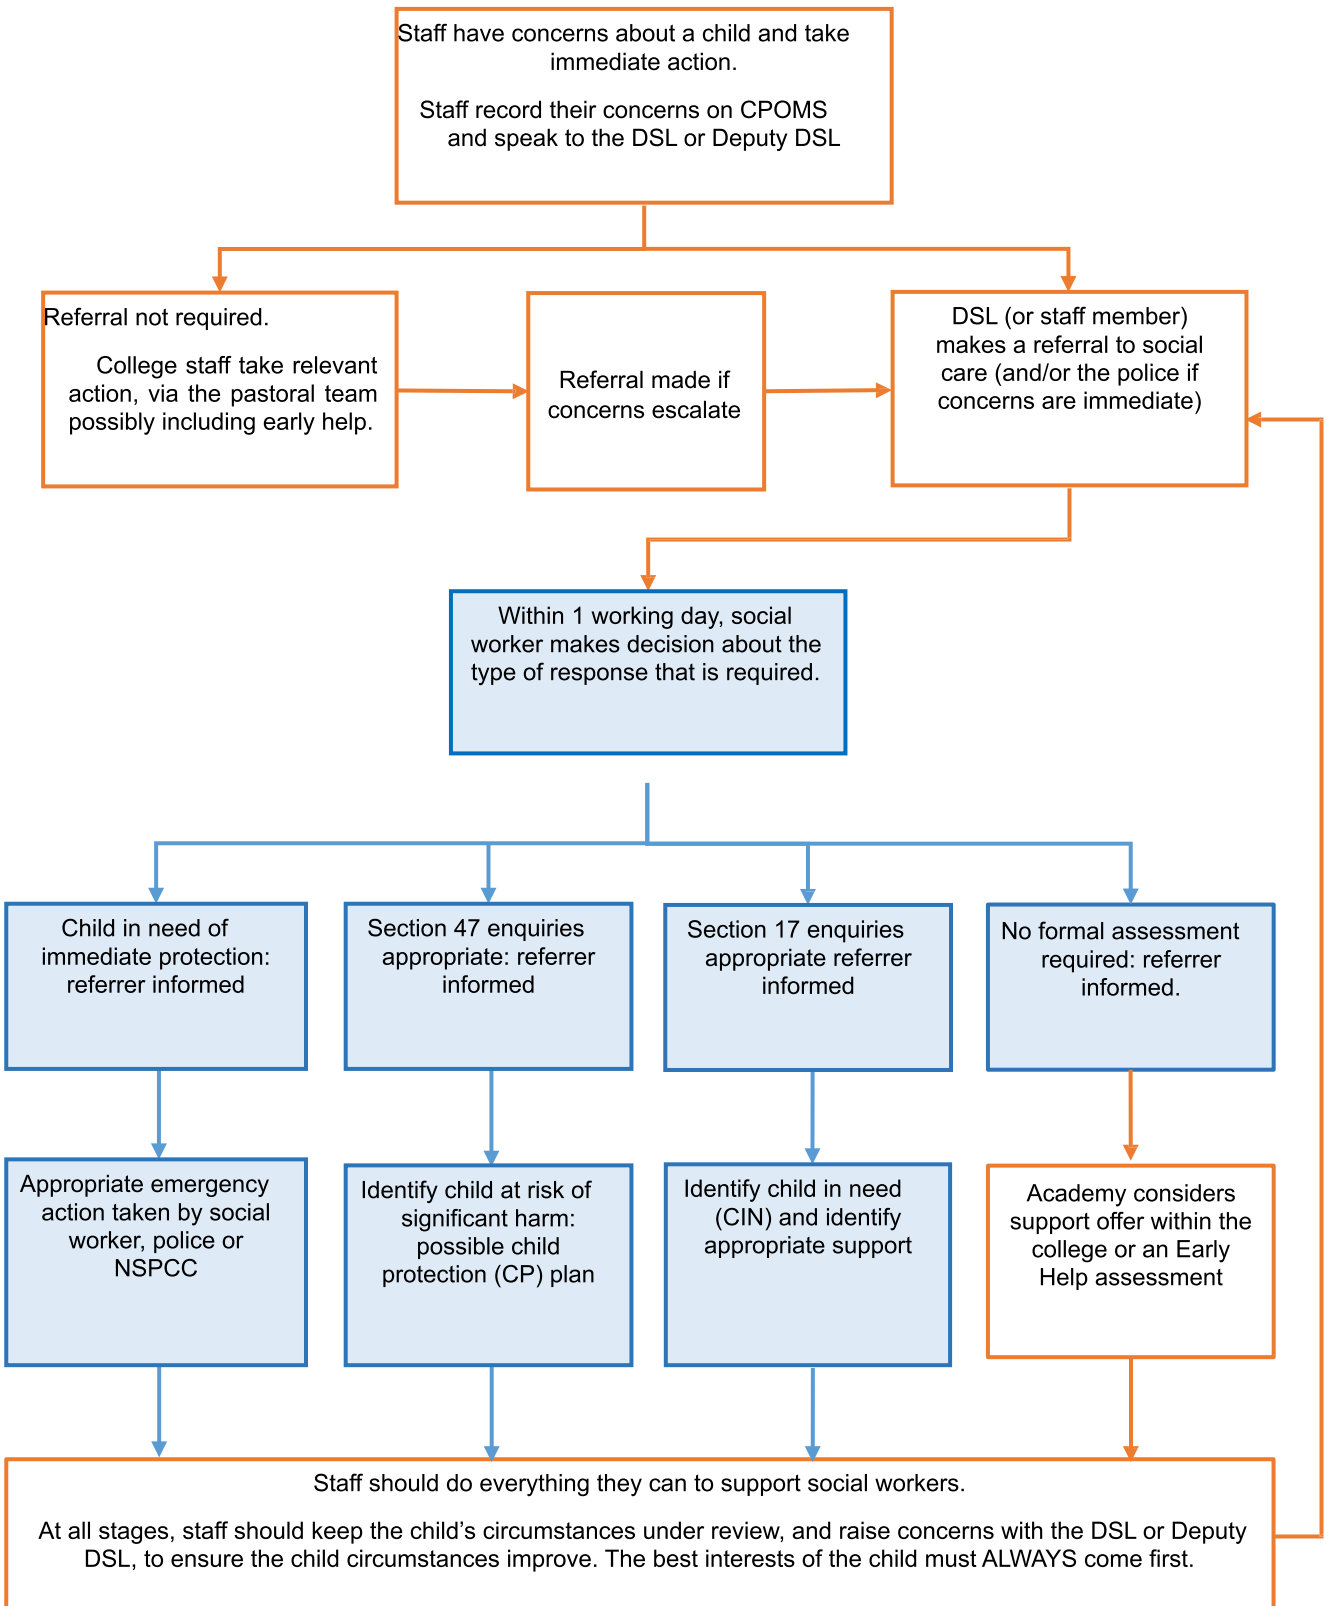 Staff have concerns about a child and take
immediate action.
Staff record their concerns on CPOMS
and speak to the DSL or Deputy DSL
Referral not required.
College staff take relevant
action, via the pastoral team
possibly including early help.
Referral made if
concerns escalate
DSL (or staff member)
makes a referral to social
care (and/or the police if
concerns are immediate)
Within 1 working day, social
worker makes decision about the
type of response that is required.
Child in need of
immediate protection:
referrer informed
Section 47 enquiries
appropriate: referrer
informed
Section 17 enquiries
appropriate referrer
informed
No formal assessment
required: referrer
informed.
Appropriate emergency
action taken by social
worker, police or
NSPCC
Identify child at risk of
significant harm:
possible child
protection (CP) plan
Identify child in need
(CIN) and identify
appropriate support
Academy considers
support offer within the
college or an Early
Help assessment
Staff should do everything they can to support social workers.
At all stages, staff should keep the child’s circumstances under review, and raise concerns with the DSL or Deputy
DSL, to ensure the child circumstances improve. The best interests of the child must ALWAYS come first.